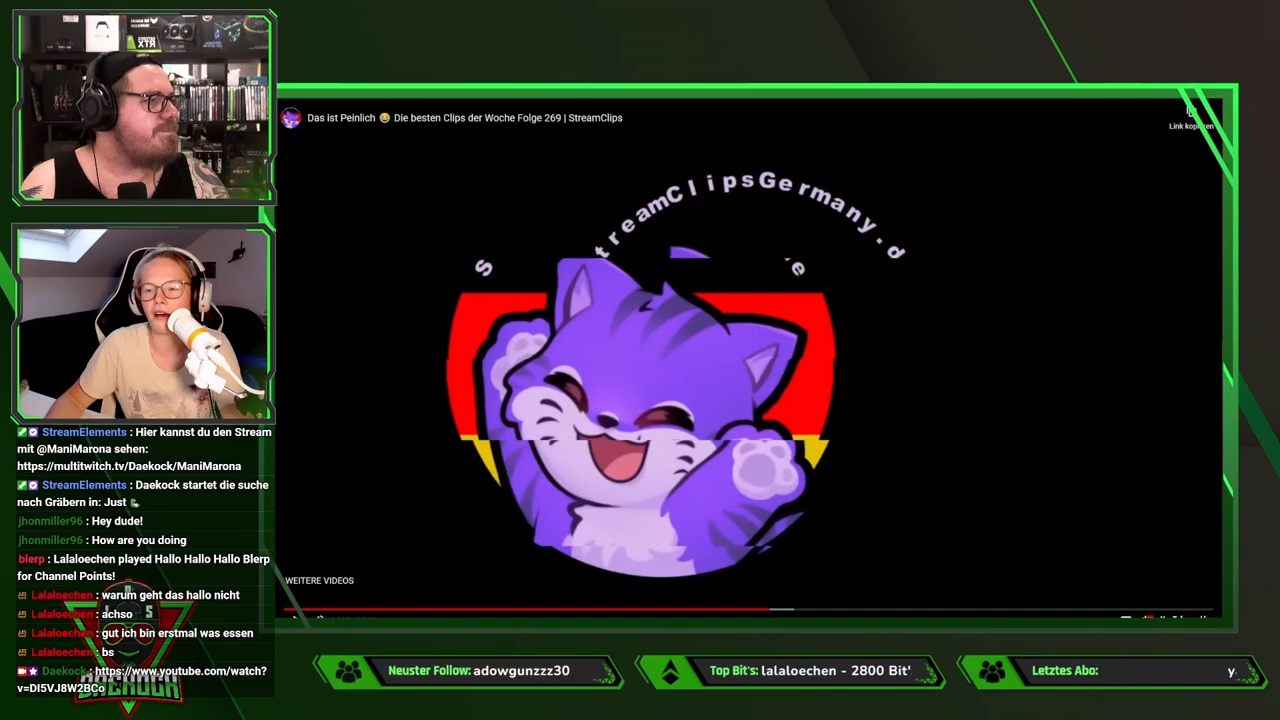 Das ist Peinlich 😂 Die besten Clips der Woche Folge 269 | StreamClips
Link kopieren
StreamClipsGermany.de
WEITERE VIDEOS
StreamElements : Hier kannst du den Stream
mit @ManiMarona sehen:
https://multitwitch.tv/Daekock/ManiMarona
StreamElements : Daekock startet die suche
nach Gräbern in: Just
jhonmiller96 : Hey dude!
jhonmiller96 : How are you doing
blerp : Lalaloechen played Hallo Hallo Hallo Blerp
for Channel Points!
Lalaloechen : warum geht das hallo nicht
Lalaloechen : achso
Lalaloechen : gut ich bin erstmal was essen
Lalaloechen : bs
Daekock : https://www.youtube.com/watch?
v=DI5VJ8W2BCo
DAEKOCK
Neuster Follow: adowgunzzz30
Top Bit's: lalaloechen - 2800 Bit'
Letztes Abo: y